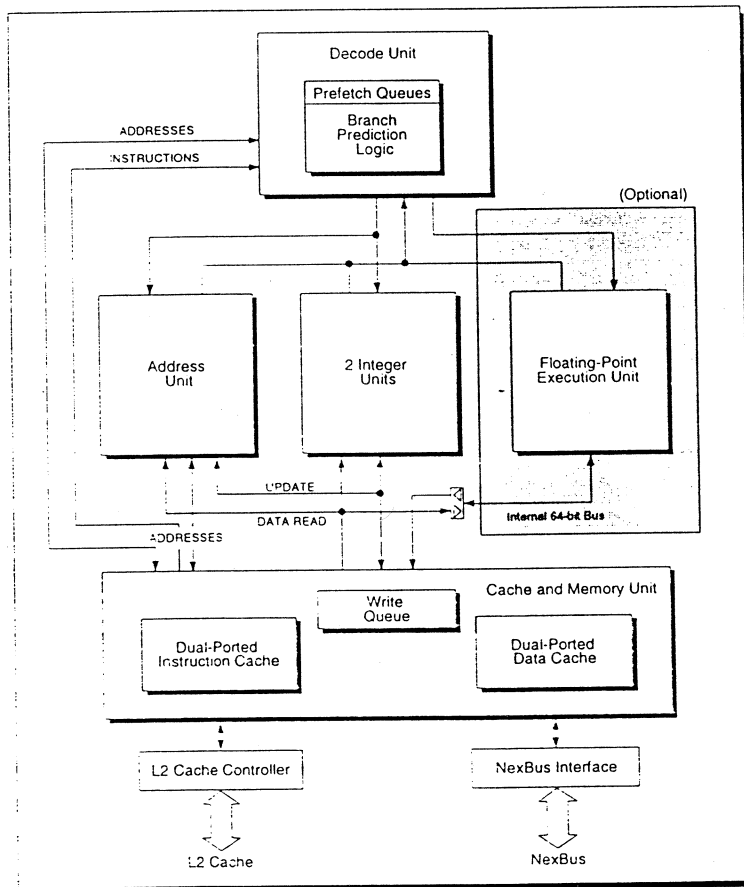 Decode Unit
Prefetch Queues
Branch
Prediction
Logic
ADDRESSES
INSTRUCTIONS
(Optional)
Address
Unit
2 Integer
Units
Floating-Point
Execution Unit
UPDATE
DATA READ
Internal 64-bit Bus
ADDRESSES
Cache and Memory Unit
Write
Queue
Dual-Ported
Instruction Cache
Dual-Ported
Data Cache
L2 Cache Controller
NexBus Interface
L2 Cache
NexBus